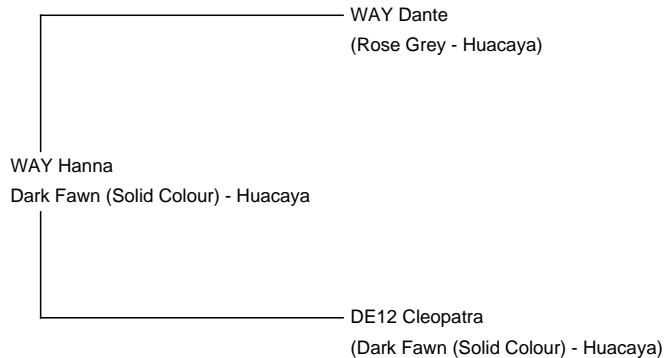 WAY Dante
(Rose Grey - Huacaya)
WAY Hanna
Dark Fawn (Solid Colour) - Huacaya
DE12 Cleopatra
(Dark Fawn (Solid Colour) - Huacaya)